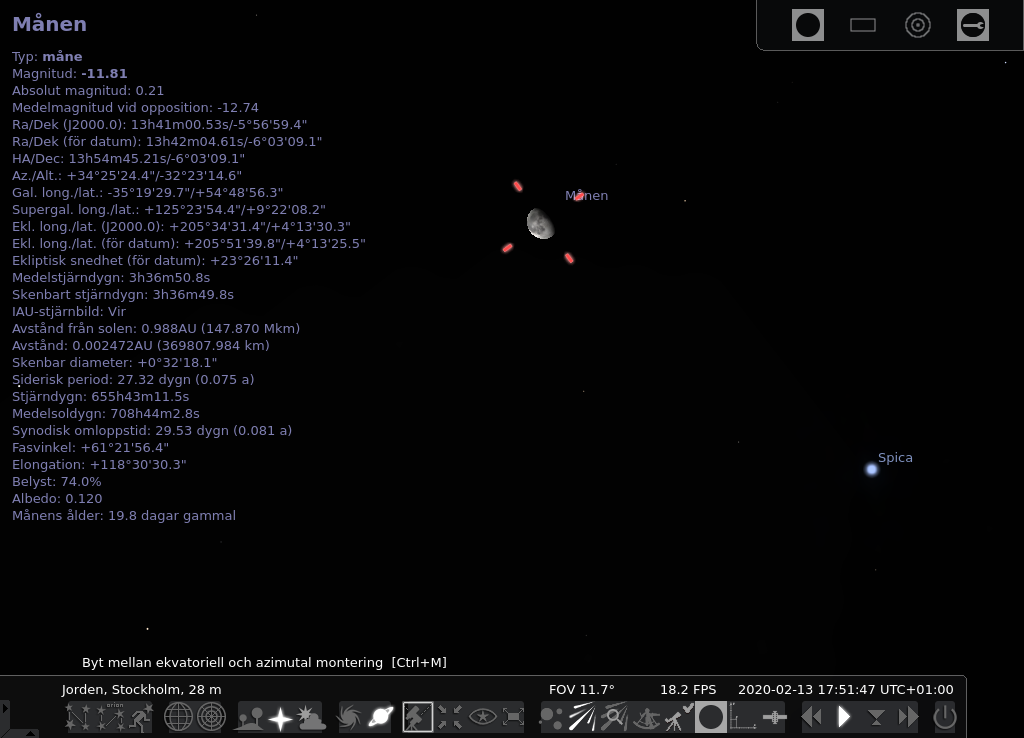 Månen
Typ: måne
Magnitud: -11.81
Absolut magnitud: 0.21
Medelmagnitud vid opposition: -12.74
Ra/Dek (J2000.0): 13h41m00.53s/-5°56'59.4"
Ra/Dek (för datum): 13h42m04.61s/-6°03'09.1"
HA/Dec: 13h54m45.21s/-6°03'09.1"
Az./Alt.: +34°25'24.4"/-32°23'14.6"
Gal. long./lat.: -35°19'29.7"/+54°48'56.3"
Supergal. long./lat.: +125°23'54.4"/+9°22'08.2"
Ekl. long./lat. (J2000.0): +205°34'31.4"/+4°13'30.3"
Ekl. long./lat. (för datum): +205°51'39.8"/+4°13'25.5"
Ekliptisk snedhet (för datum): +23°26'11.4"
Medelstjärndygn: 3h36m50.8s
Skenbart stjärndygn: 3h36m49.8s
IAU-stjärnbild: Vir
Avstånd från solen: 0.988AU (147.870 Mkm)
Avstånd: 0.002472AU (369807.984 km)
Skenbar diameter: +0°32'18.1"
Siderisk period: 27.32 dygn (0.075 a)
Stjärndygn: 655h43m11.5s
Medelsoldygn: 708h44m2.8s
Synodisk omloppstid: 29.53 dygn (0.081 a)
Fasvinkel: +61°21'56.4"
Elongation: +118°30'30.3"
Belyst: 74.0%
Albedo: 0.120
Månens ålder: 19.8 dagar gammal
Månen
Spica
Byt mellan ekvatoriell och azimutal montering [Ctrl+M]
Jorden, Stockholm, 28 m FOV 11.7° 18.2 FPS 2020-02-13 17:51:47 UTC+01:00
orion